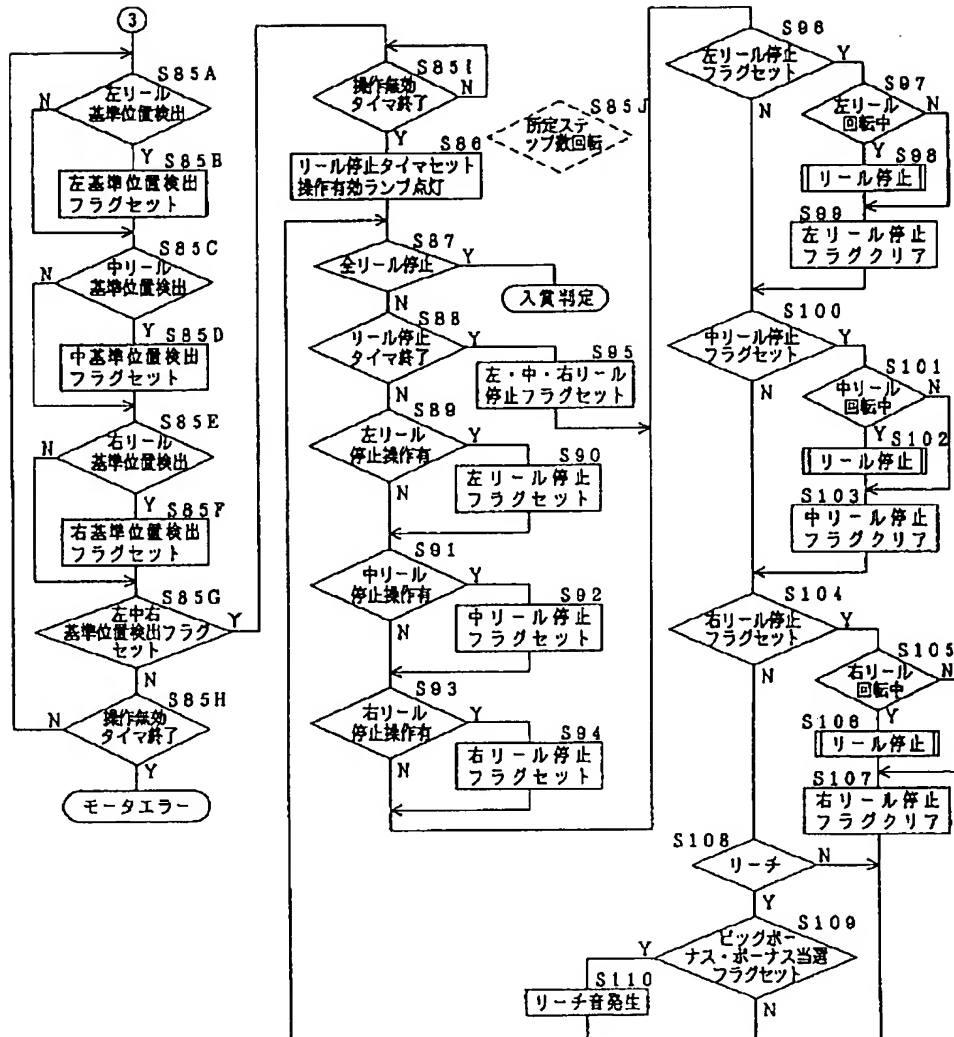 3
S85A
左リール
基準位置検出
N
Y
S85B
左基準位置検出
フラグセット
S85C
中リール
基準位置検出
N
Y
S85D
中基準位置検出
フラグセット
S85E
右リール
基準位置検出
N
Y
S85F
右基準位置検出
フラグセット
S85G
左中右
基準位置検出フラグ
セット
Y
N
S85H
操作無効
タイマ終了
N
Y
モータエラー
S85I
操作無効
タイマ終了
N
Y
S85J
所定ステ
ップ数回転
S86
リール停止タイマセット
操作有効ランプ点灯
S87
全リール停止
Y
入賞判定
N
S88
リール停止
タイマ終了
Y
S95
左・中・右リール
停止フラグセット
N
S89
左リール
停止操作有
Y
S90
左リール停止
フラグセット
N
S91
中リール
停止操作有
Y
S92
中リール停止
フラグセット
N
S93
右リール
停止操作有
Y
S94
右リール停止
フラグセット
N
S96
左リール停止
フラグセット
Y
N
S97
左リール
回転中
N
Y
S98
リール停止
S99
左リール停止
フラグクリア
S100
中リール停止
フラグセット
Y
N
S101
中リール
回転中
N
Y
S102
リール停止
S103
中リール停止
フラグクリア
S104
右リール停止
フラグセット
Y
N
S105
右リール
回転中
N
Y
S106
リール停止
S107
右リール停止
フラグクリア
S108
リーチ
N
Y
S109
ビッグボー
ナス・ボーナス当選
フラグセット
Y
N
S110
リーチ音発生